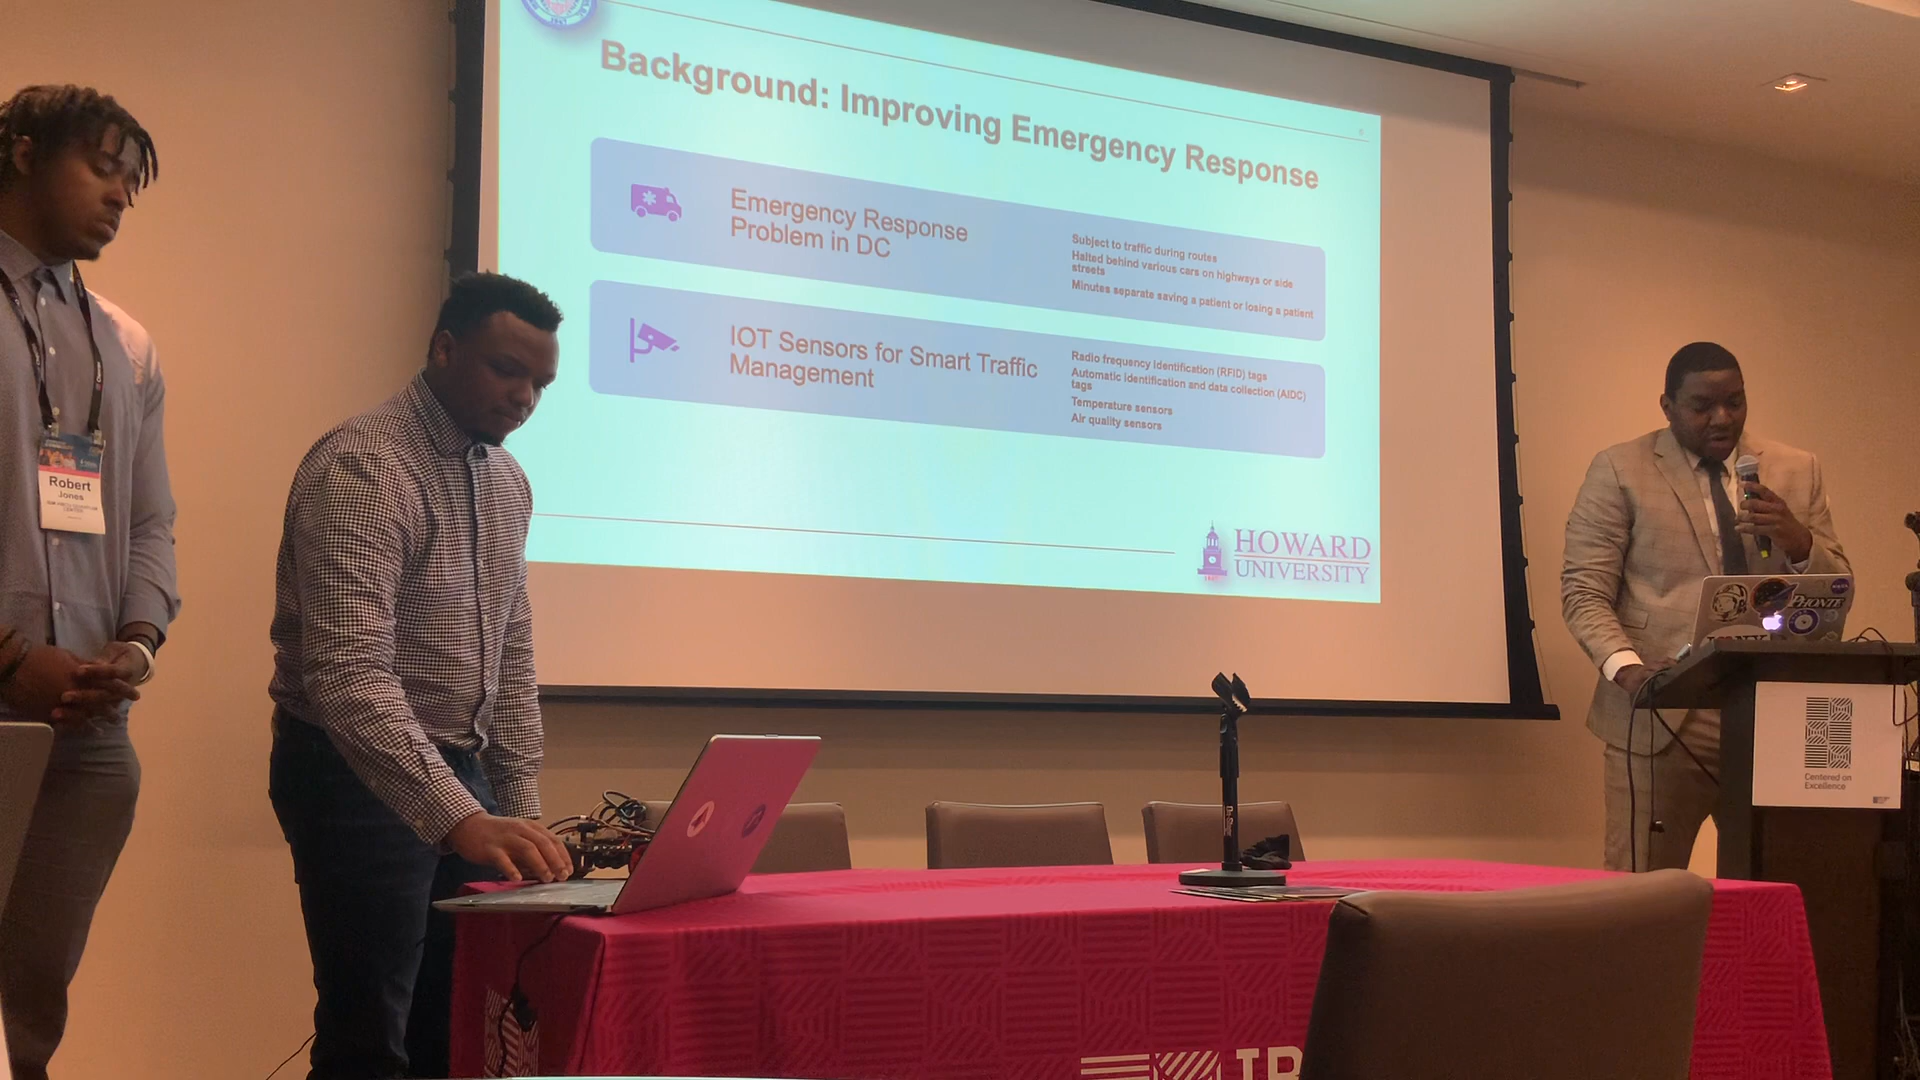 Background: Improving Emergency Response
6
Emergency Response
Problem in DC
Subject to traffic during routes
Halted behind various cars on highways or side
streets
Minutes separate saving a patient or losing a patient
IOT Sensors for Smart Traffic
Management
Radio frequency identification (RFID) tags
Automatic identification and data collection (AIDC)
tags
Temperature sensors
Air quality sensors
HOWARD
UNIVERSITY
1867
Robert
Jones
PHONTE
Centered on
Excellence